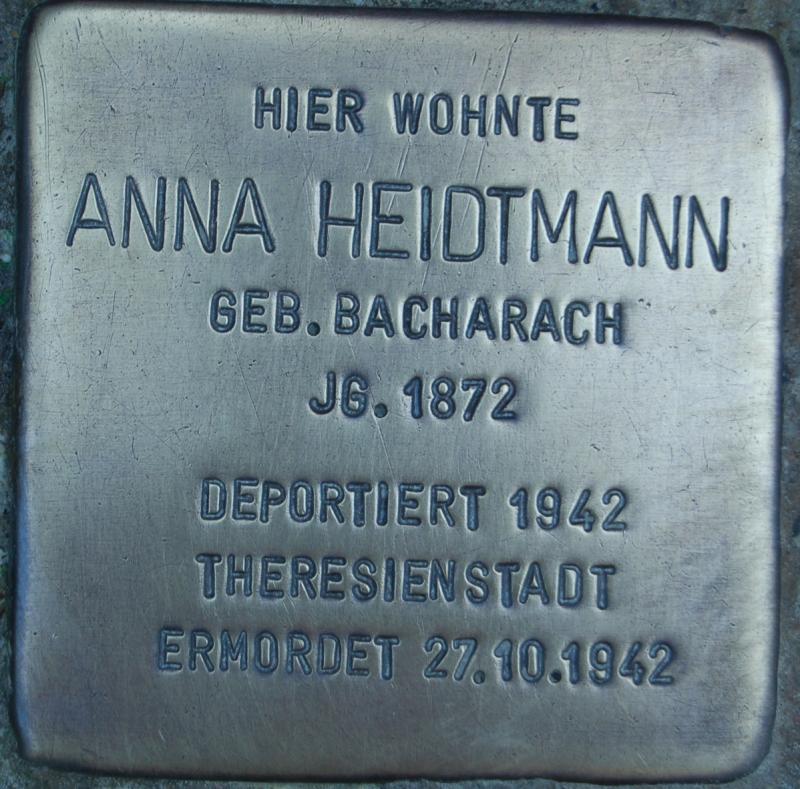 HIER WOHNTE
ANNA HEIDTMANN
GEB. BACHARACH
JG. 1872
DEPORTIERT 1942
THERESIENSTADT
ERMORDET 27.10.1942